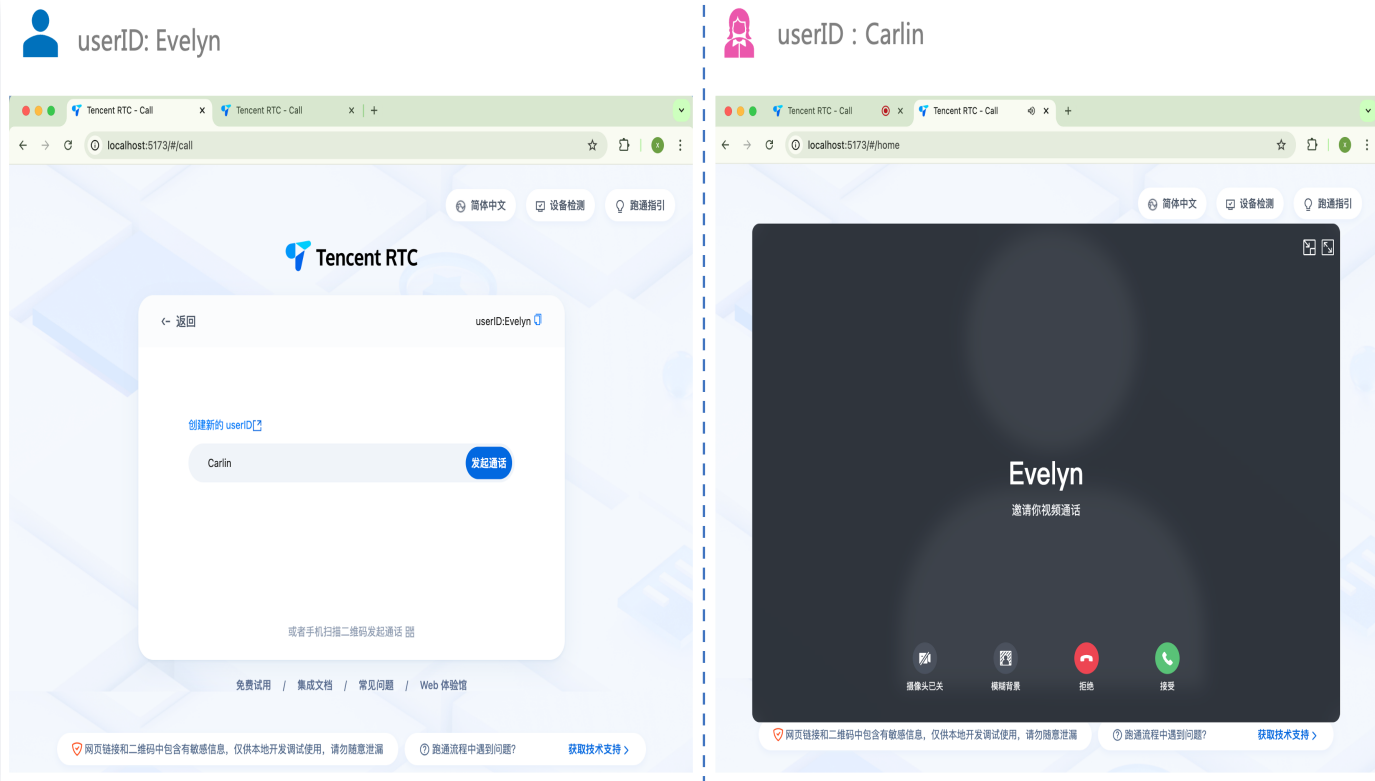 userID: Evelyn
Tencent RTC - Call
Tencent RTC - Call
localhost:5173/#/call
简体中文
设备检测
跑通指引
Tencent RTC
返回
userID:Evelyn
创建新的 userID
Carlin
发起通话
或者手机扫描二维码发起通话
免费试用 / 集成文档 / 常见问题 / Web 体验馆
网页链接和二维码中包含有敏感信息，仅供本地开发调试使用，请勿随意泄漏
跑通流程中遇到问题?
获取技术支持
userID : Carlin
Tencent RTC - Call
Tencent RTC - Call
localhost:5173/#/home
简体中文
设备检测
跑通指引
Evelyn
邀请你视频通话
摄像头已关
模糊背景
拒绝
接受
网页链接和二维码中包含有敏感信息，仅供本地开发调试使用，请勿随意泄漏
跑通流程中遇到问题?
获取技术支持